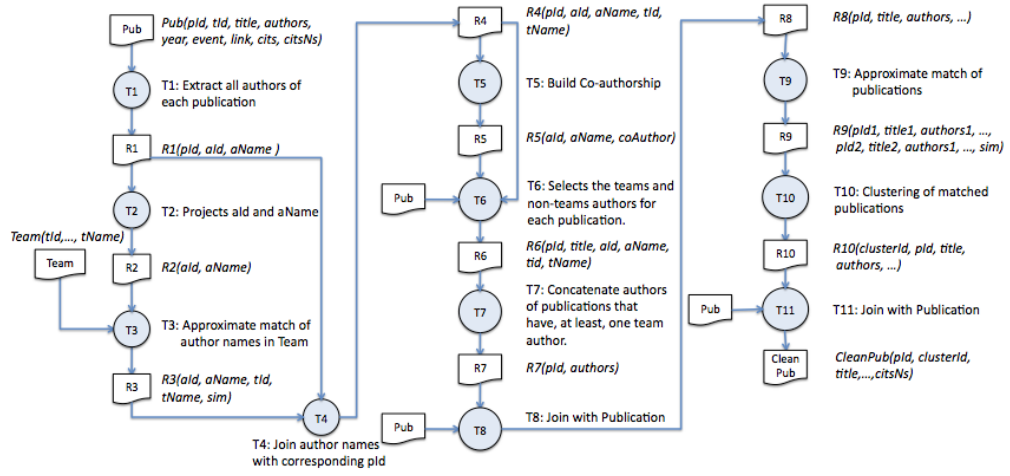 Pub
Pub(pId, tId, title, authors,
year, event, link, cits, citsNs)
T1
T1: Extract all authors of
each publication
R1
R1(pId, aId, aName )
T2
T2: Projects aId and aName
Team(tId,..., tName)
Team
R2
R2(aId, aName)
T3
T3: Approximate match of
author names in Team
R3
R3(aId, aName, tId,
tName, sim)
T4
T4: Join author names
with corresponding pId
R4
R4(pId, aId, aName, tId,
tName)
T5
T5: Build Co-authorship
R5
R5(aId, aName, coAuthor)
Pub
T6
T6: Selects the teams and
non-teams authors for
each publication.
R6
R6(pId, title, aId, aName,
tid, tName)
T7
T7: Concatenate authors
of publications that
have, at least, one team
author.
R7
R7(pId, authors)
Pub
T8
T8: Join with Publication
R8
R8(pId, title, authors, ...)
T9
T9: Approximate match of
publications
R9
R9(pId1, title1, authors1, ...,
pId2, title2, authors1, ..., sim)
T10
T10: Clustering of matched
publications
R10
R10(clusterId, pId, title,
authors, ...)
Pub
T11
T11: Join with Publication
Clean
Pub
CleanPub(pId, clusterId,
title,...,citsNs)